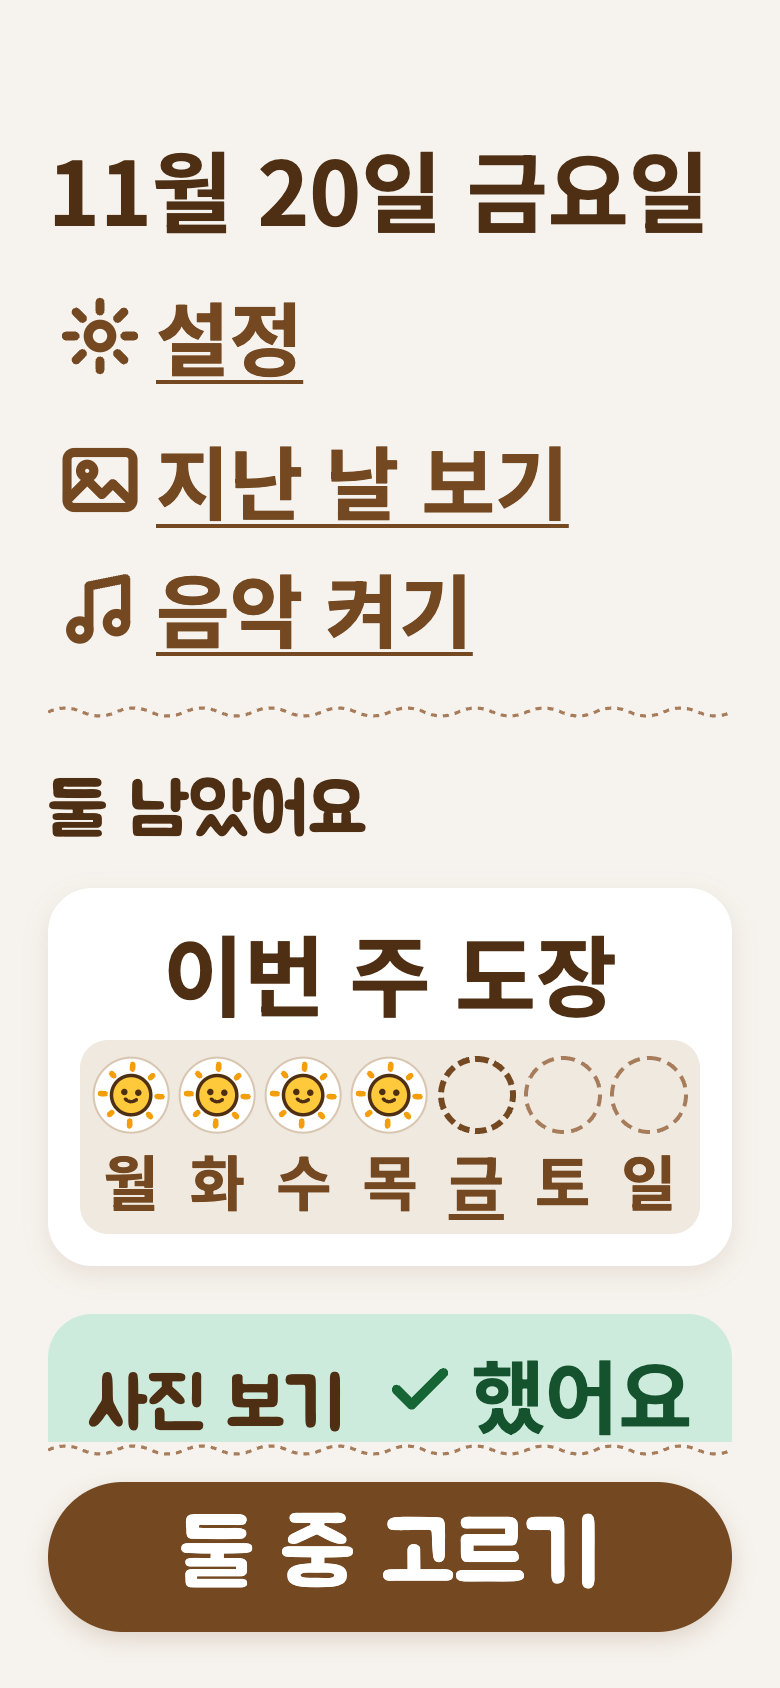 11월 20일 금요일
설정
지난 날 보기
음악 켜기
둘 남았어요
이번 주 도장
월 화 수 목 금 토 일
사진 보기 했어요
둘 중 고르기